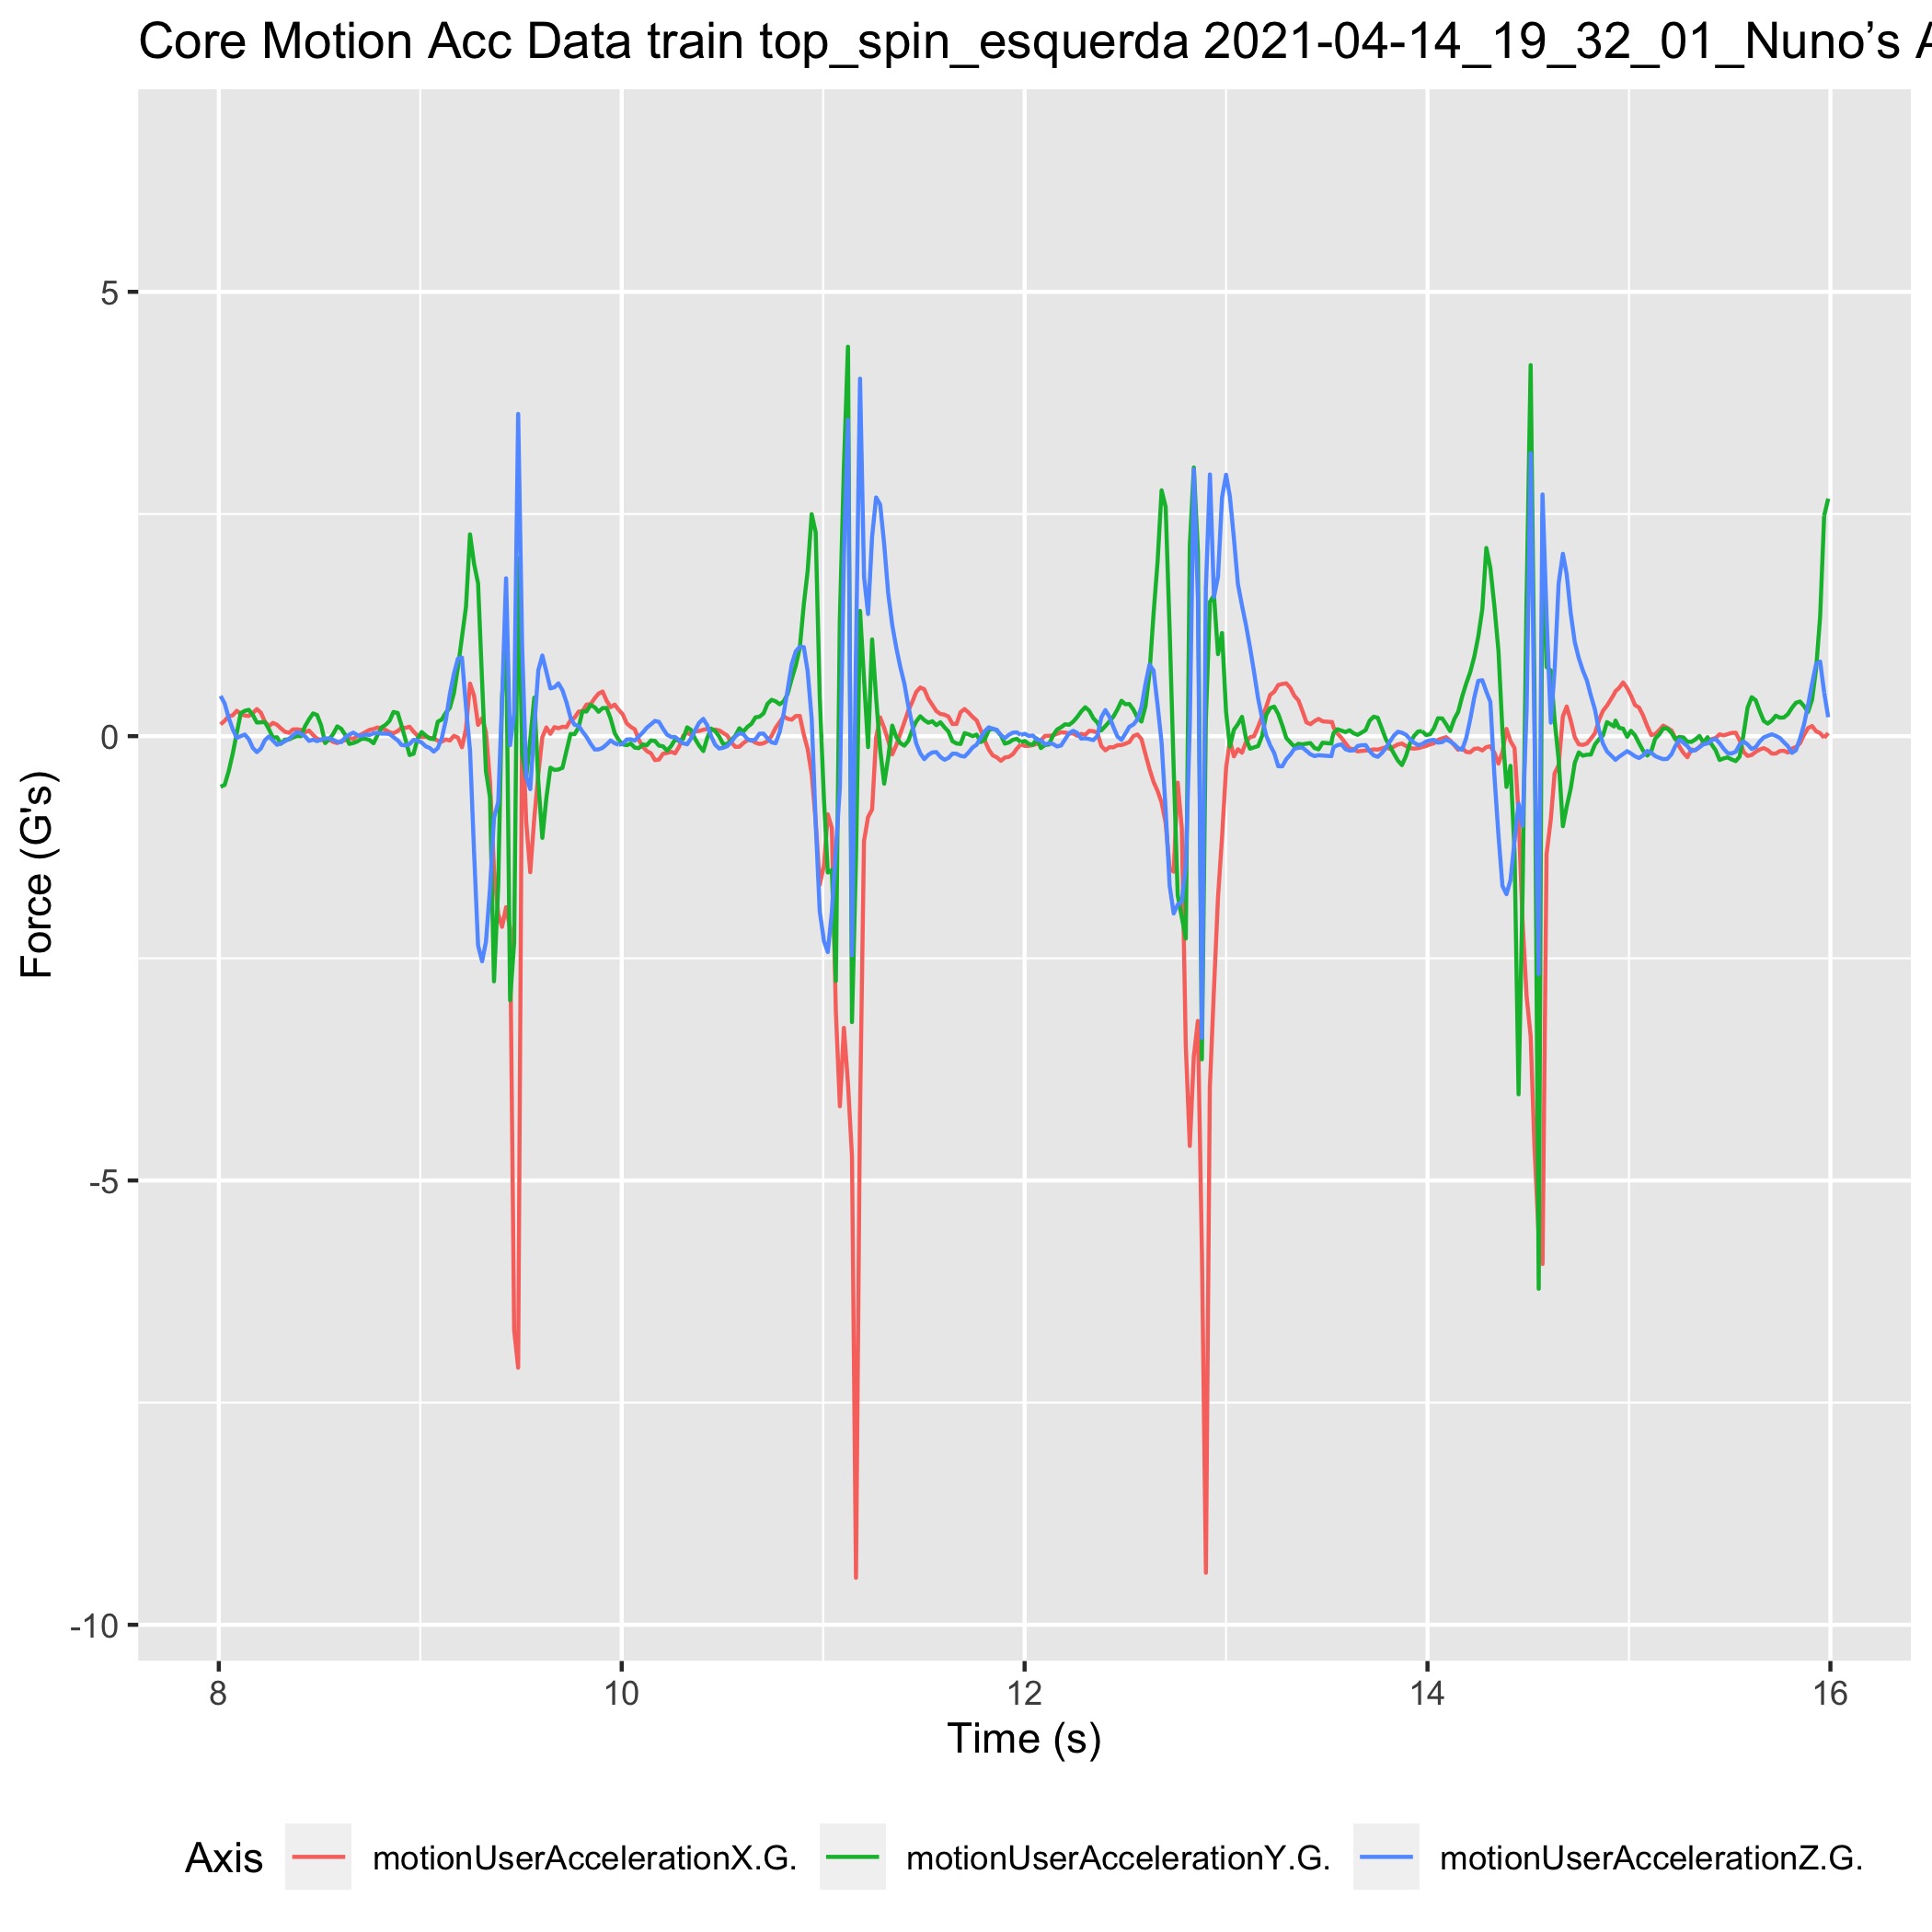 Core Motion Acc Data train top_spin_esquerda 2021-04-14_19_32_01_Nuno’s A
5
0
-5
-10
Force (G's)
8 10 12 14 16
Time (s)
Axis motionUserAccelerationX.G. motionUserAccelerationY.G. motionUserAccelerationZ.G.